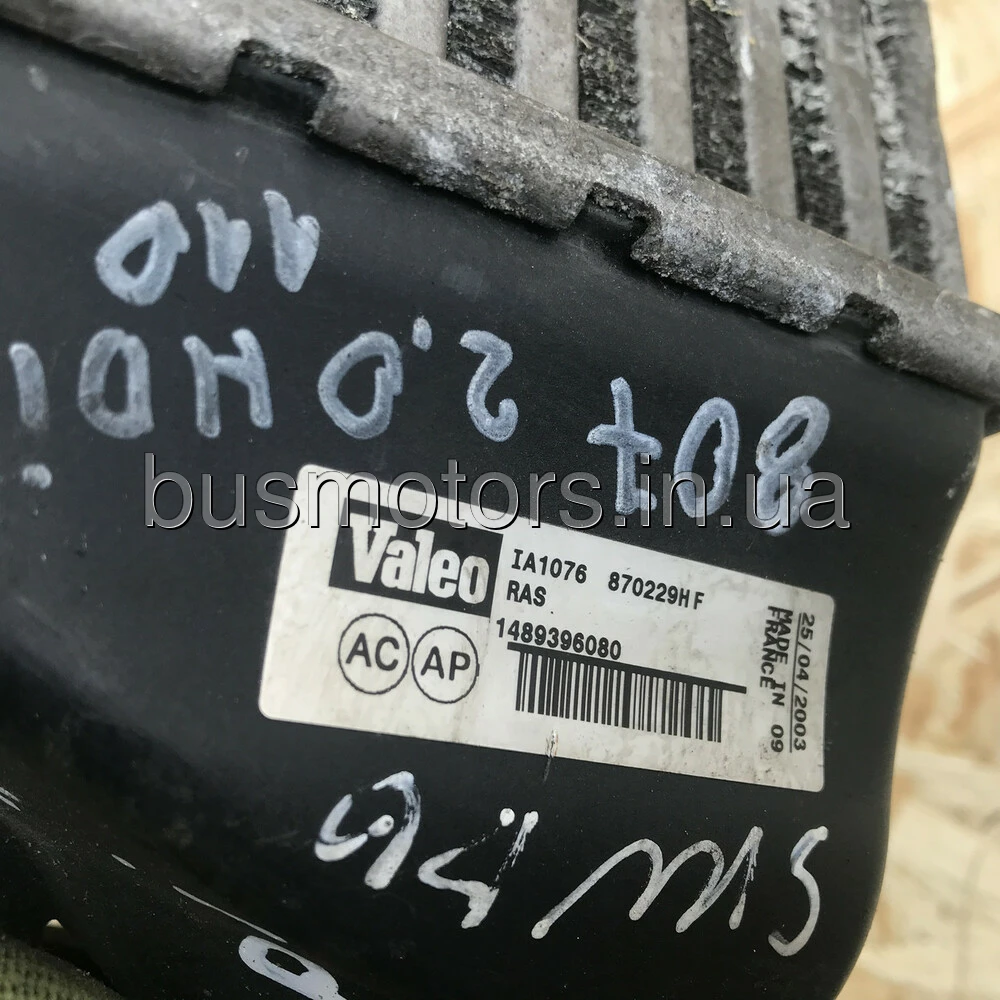 807 2.0 HDI
110
busmotors.in.ua
Valeo
IA1076 870229HF
RAS
1489396080
AC AP
25/04/2003
MADE IN 09
FRANCE